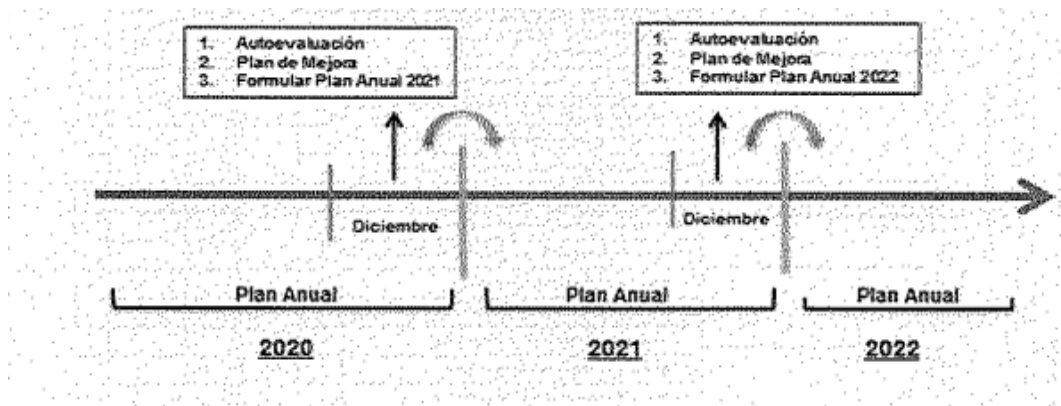 1. Autoevaluación
2. Plan de Mejora
3. Formular Plan Anual 2021
1. Autoevaluación
2. Plan de Mejora
3. Formular Plan Anual 2022
Diciembre
Diciembre
Plan Anual
Plan Anual
Plan Anual
2020
2021
2022